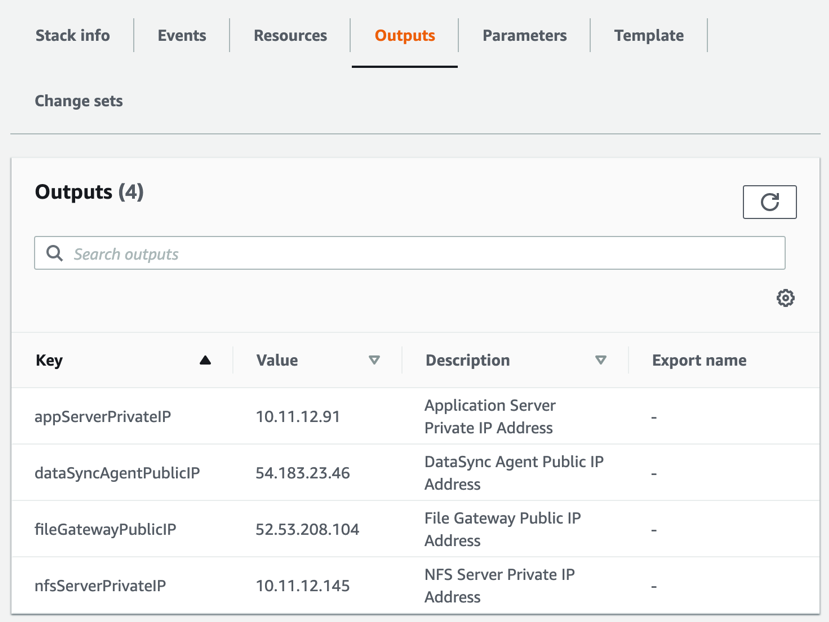 Stack info Events Resources Outputs Parameters Template
Change sets
Outputs (4)
Search outputs
Key Value Description Export name
appServerPrivateIP 10.11.12.91 Application Server Private IP Address -
dataSyncAgentPublicIP 54.183.23.46 DataSync Agent Public IP Address -
fileGatewayPublicIP 52.53.208.104 File Gateway Public IP Address -
nfsServerPrivateIP 10.11.12.145 NFS Server Private IP Address -